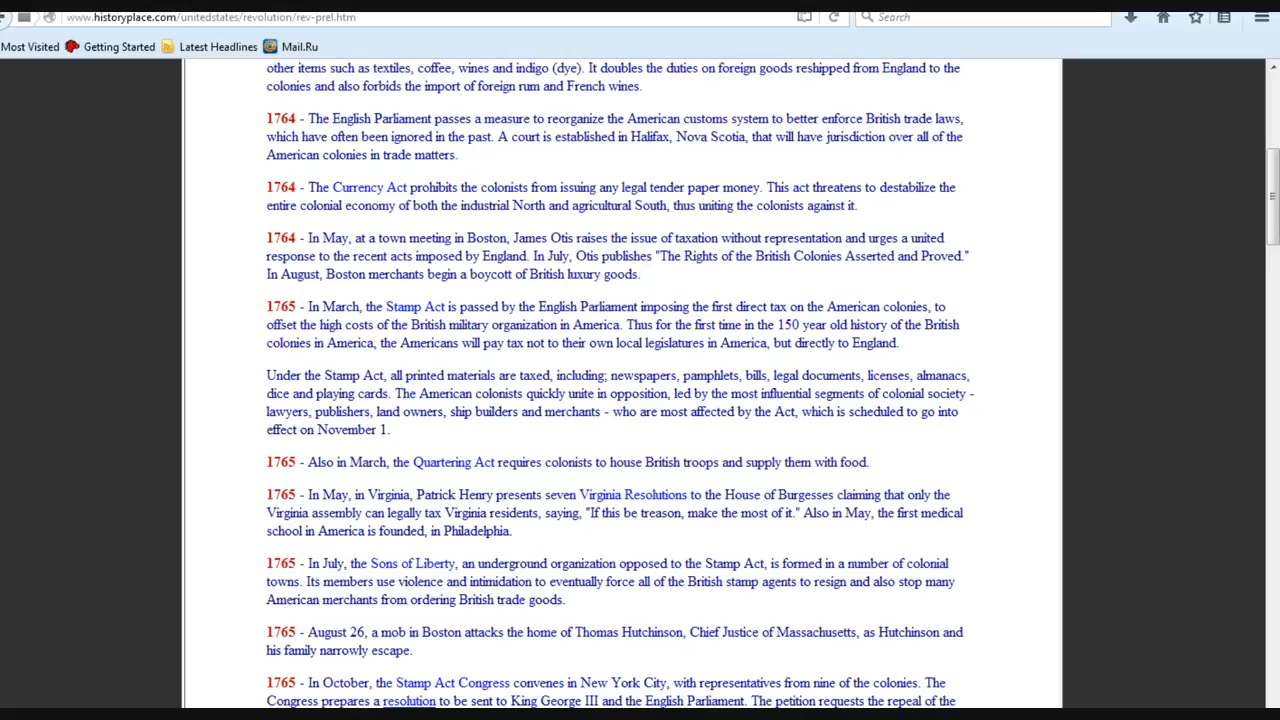 www.historyplace.com/unitedstates/revolution/rev-prel.htm
Search
Most Visited Getting Started Latest Headlines Mail.Ru
other items such as textiles, coffee, wines and indigo (dye). It doubles the duties on foreign goods reshipped from England to the
colonies and also forbids the import of foreign rum and French wines.
1764 - The English Parliament passes a measure to reorganize the American customs system to better enforce British trade laws,
which have often been ignored in the past. A court is established in Halifax, Nova Scotia, that will have jurisdiction over all of the
American colonies in trade matters.
1764 - The Currency Act prohibits the colonists from issuing any legal tender paper money. This act threatens to destabilize the
entire colonial economy of both the industrial North and agricultural South, thus uniting the colonists against it.
1764 - In May, at a town meeting in Boston, James Otis raises the issue of taxation without representation and urges a united
response to the recent acts imposed by England. In July, Otis publishes "The Rights of the British Colonies Asserted and Proved."
In August, Boston merchants begin a boycott of British luxury goods.
1765 - In March, the Stamp Act is passed by the English Parliament imposing the first direct tax on the American colonies, to
offset the high costs of the British military organization in America. Thus for the first time in the 150 year old history of the British
colonies in America, the Americans will pay tax not to their own local legislatures in America, but directly to England.
Under the Stamp Act, all printed materials are taxed, including; newspapers, pamphlets, bills, legal documents, licenses, almanacs,
dice and playing cards. The American colonists quickly unite in opposition, led by the most influential segments of colonial society -
lawyers, publishers, land owners, ship builders and merchants - who are most affected by the Act, which is scheduled to go into
effect on November 1.
1765 - Also in March, the Quartering Act requires colonists to house British troops and supply them with food.
1765 - In May, in Virginia, Patrick Henry presents seven Virginia Resolutions to the House of Burgesses claiming that only the
Virginia assembly can legally tax Virginia residents, saying, "If this be treason, make the most of it." Also in May, the first medical
school in America is founded, in Philadelphia.
1765 - In July, the Sons of Liberty, an underground organization opposed to the Stamp Act, is formed in a number of colonial
towns. Its members use violence and intimidation to eventually force all of the British stamp agents to resign and also stop many
American merchants from ordering British trade goods.
1765 - August 26, a mob in Boston attacks the home of Thomas Hutchinson, Chief Justice of Massachusetts, as Hutchinson and
his family narrowly escape.
1765 - In October, the Stamp Act Congress convenes in New York City, with representatives from nine of the colonies. The
Congress prepares a resolution to be sent to King George III and the English Parliament. The petition requests the repeal of the